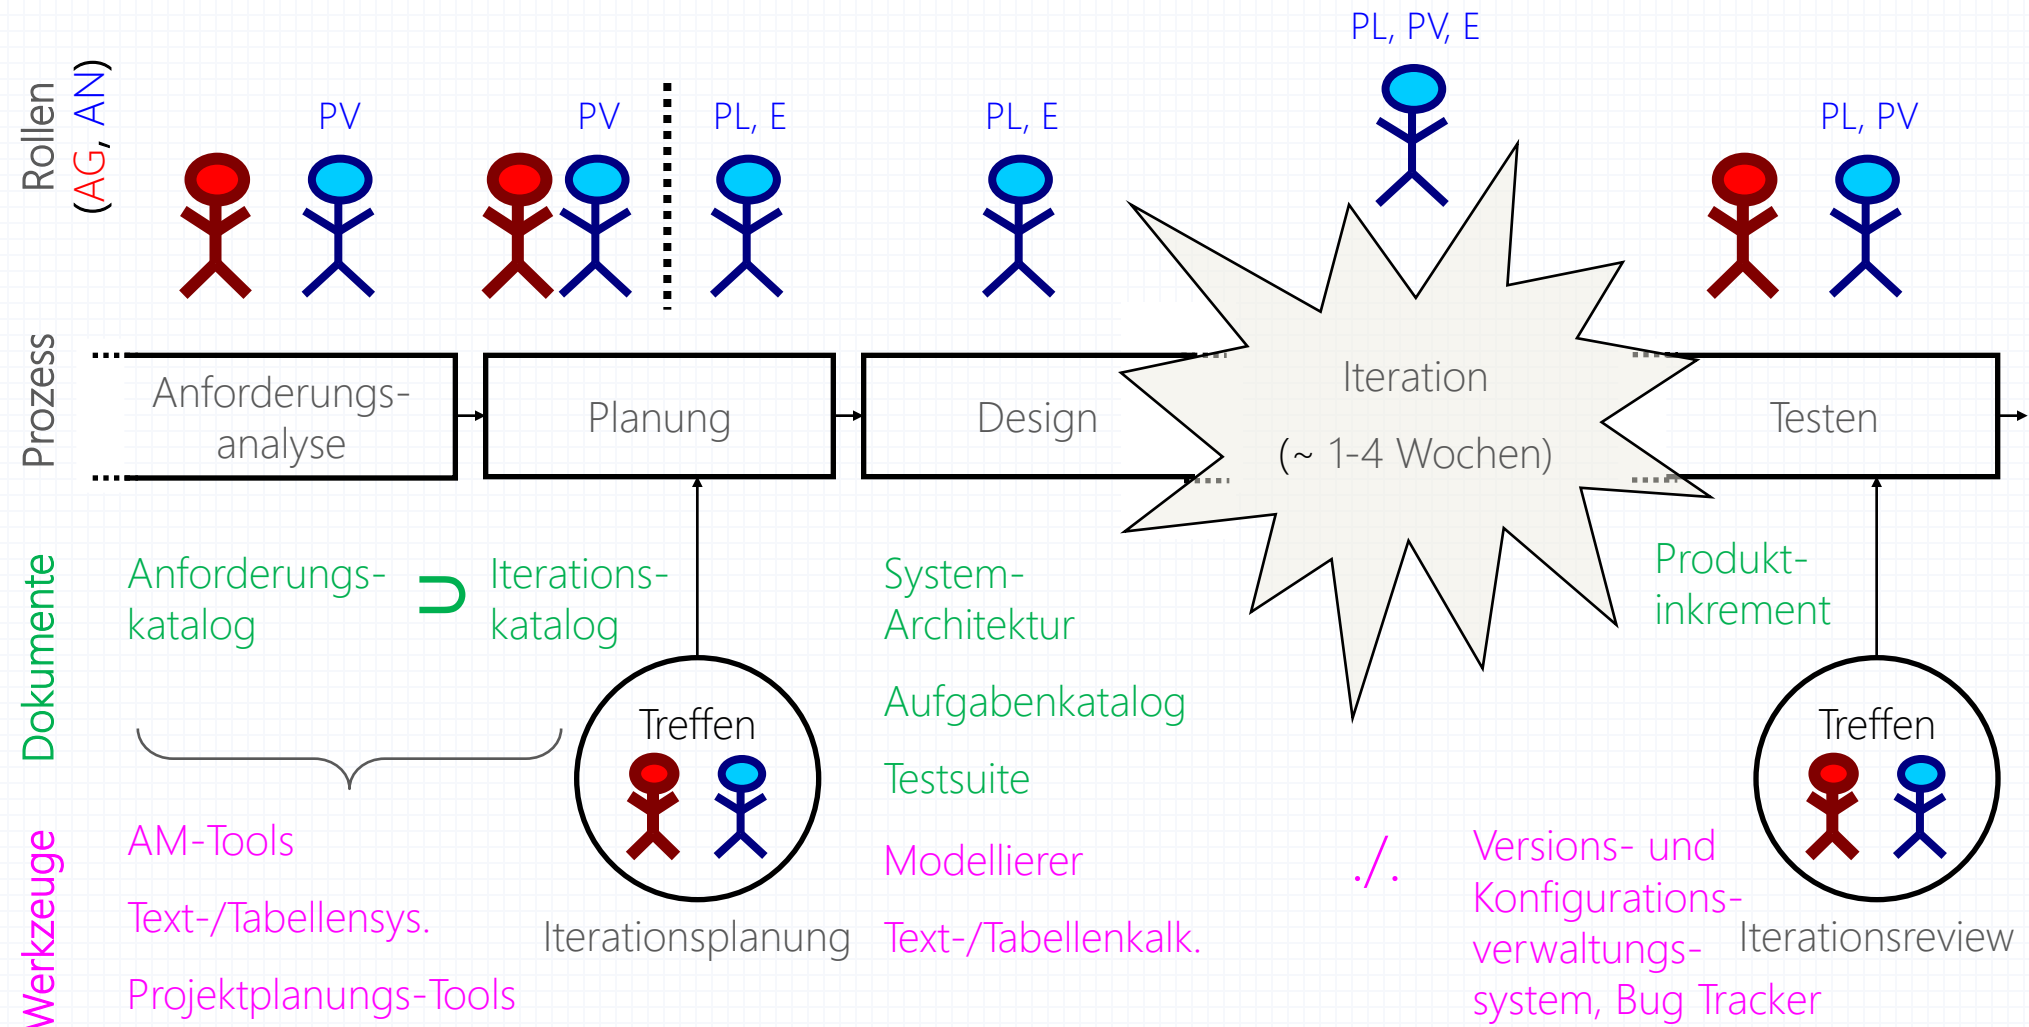 Rollen
(AG, AN)
PV
PV
PL, E
PL, E
PL, PV, E
PL, PV
Prozess
Anforderungs-
analyse
Planung
Design
Iteration
(~ 1-4 Wochen)
Testen
Dokumente
Anforderungs-
katalog
⊃
Iterations-
katalog
System-
Architektur
Aufgabenkatalog
Testsuite
Produkt-
inkrement
Treffen
Iterationsplanung
Treffen
Iterationsreview
Werkzeuge
AM-Tools
Text-/Tabellensys.
Projektplanungs-Tools
Modellierer
Text-/Tabellenkalk.
./.
Versions- und
Konfigurations-
verwaltungs-
system, Bug Tracker